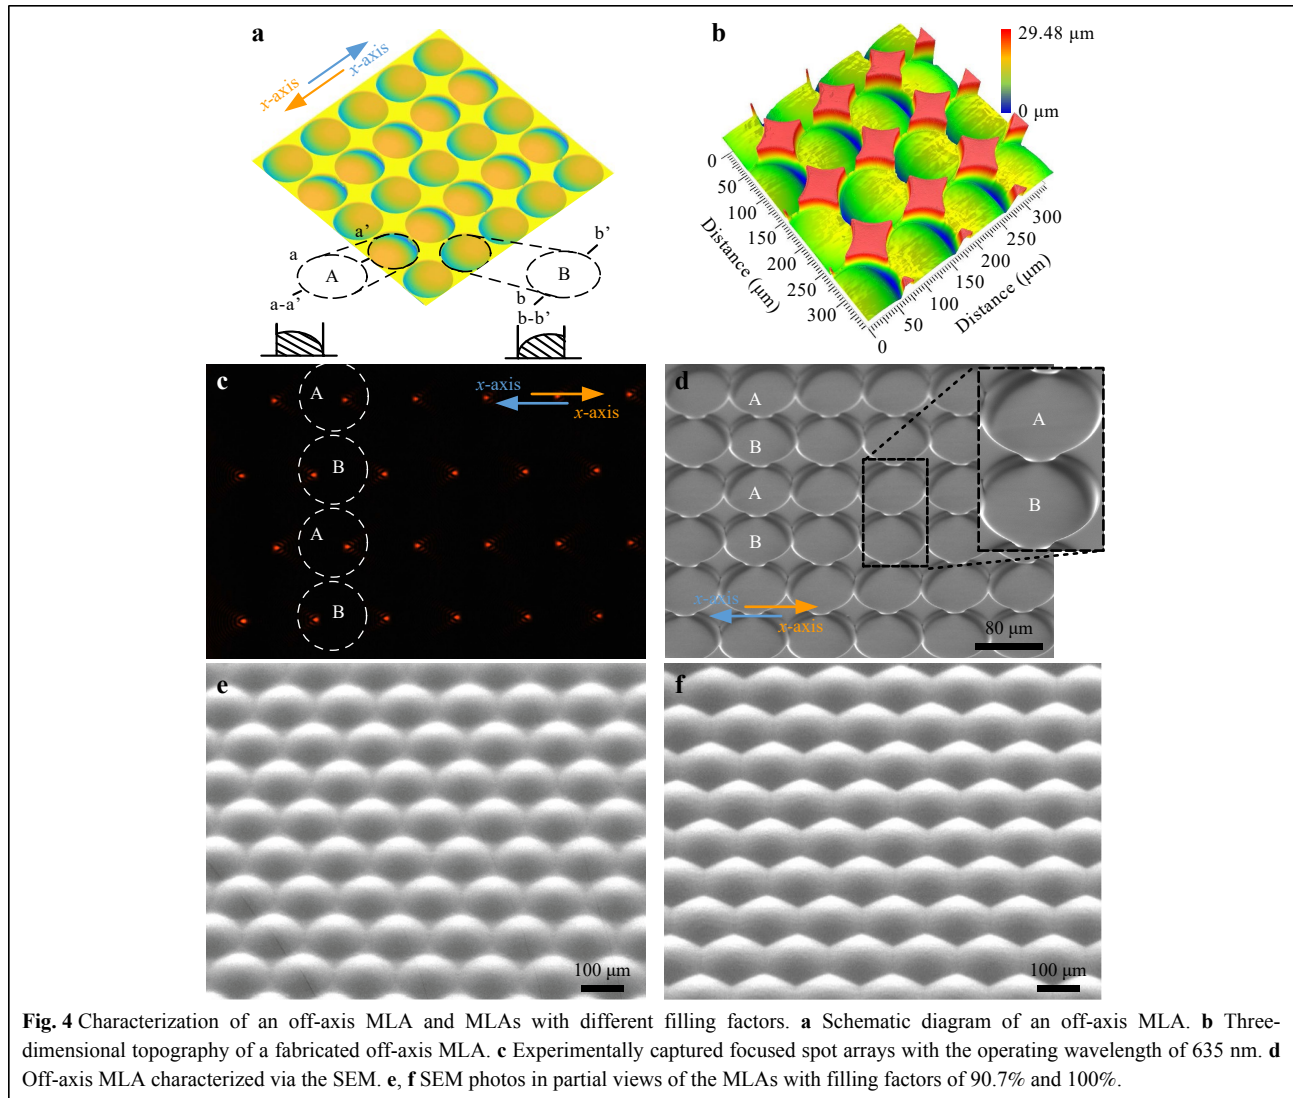 a
x-axis
x-axis
a
a'
A
a-a'
b'
B
b
b-b'
b
29.48 μm
0 μm
0
50
100
150
200
250
300
Distance (μm)
0
50
100
150
200
250
300
Distance (μm)
c
A
B
A
B
x-axis
x-axis
d
A
B
A
B
A
B
x-axis
x-axis
80 μm
e
100 μm
f
100 μm
Fig. 4 Characterization of an off-axis MLA and MLAs with different filling factors. a Schematic diagram of an off-axis MLA. b Three-
dimensional topography of a fabricated off-axis MLA. c Experimentally captured focused spot arrays with the operating wavelength of 635 nm. d
Off-axis MLA characterized via the SEM. e, f SEM photos in partial views of the MLAs with filling factors of 90.7% and 100%.